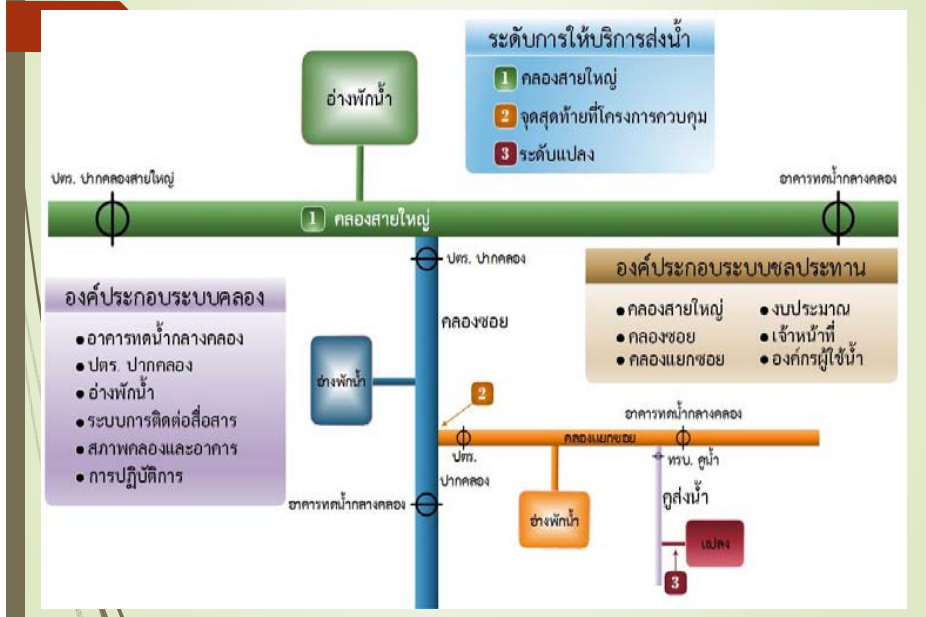 ระดับการให้บริการส่งน้ำ
1 คลองสายใหญ่
2 จุดสุดท้ายที่โครงการควบคุม
3 ระดับแปลง
อ่างพักน้ำ
ปตร. ปากคลองสายใหญ่
อาคารทดน้ำกลางคลอง
1 คลองสายใหญ่
ปตร. ปากคลอง
องค์ประกอบระบบคลอง
• อาคารทดน้ำกลางคลอง
• ปตร. ปากคลอง
• อ่างพักน้ำ
• ระบบการติดต่อสื่อสาร
• สภาพคลองและอาคาร
• การปฏิบัติการ
องค์ประกอบระบบชลประทาน
• คลองสายใหญ่
• คลองซอย
• คลองแยกซอย
• งบประมาณ
• เจ้าหน้าที่
• องค์กรผู้ใช้น้ำ
คลองซอย
อ่างพักน้ำ
2
อาคารทดน้ำกลางคลอง
คลองแยกซอย
ปตร.
ปากคลอง
ทรบ. คูน้ำ
คูส่งน้ำ
อาคารทดน้ำกลางคลอง
อ่างพักน้ำ
แปลง
3